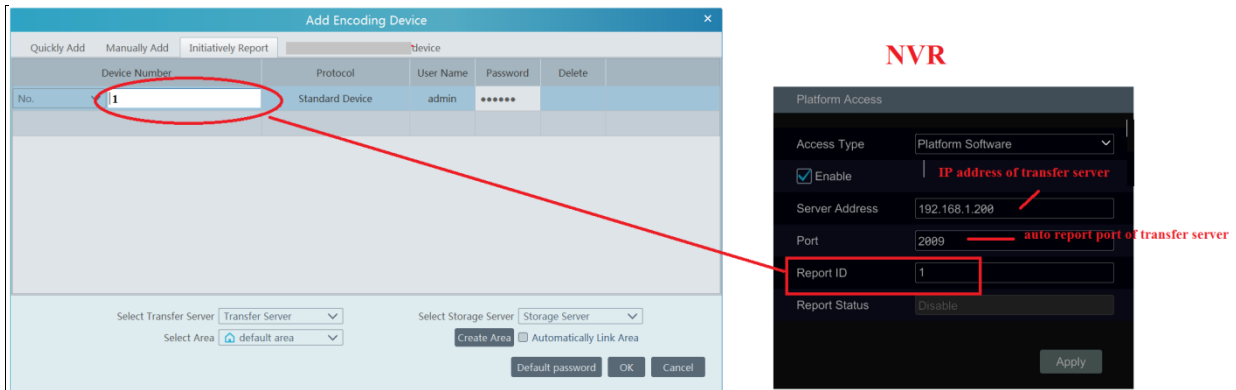 Add Encoding Device
×
Quickly Add Manually Add Initiatively Report device
Device Number Protocol User Name Password Delete
No. 1 Standard Device admin ●●●●●●
Select Transfer Server Transfer Server Select Storage Server Storage Server
Select Area default area Create Area Automatically Link Area
Default password OK Cancel
NVR
Platform Access
Access Type Platform Software
Enable IP address of transfer server
Server Address 192.168.1.200
Port 2009 auto report port of transfer server
Report ID 1
Report Status Disable
Apply